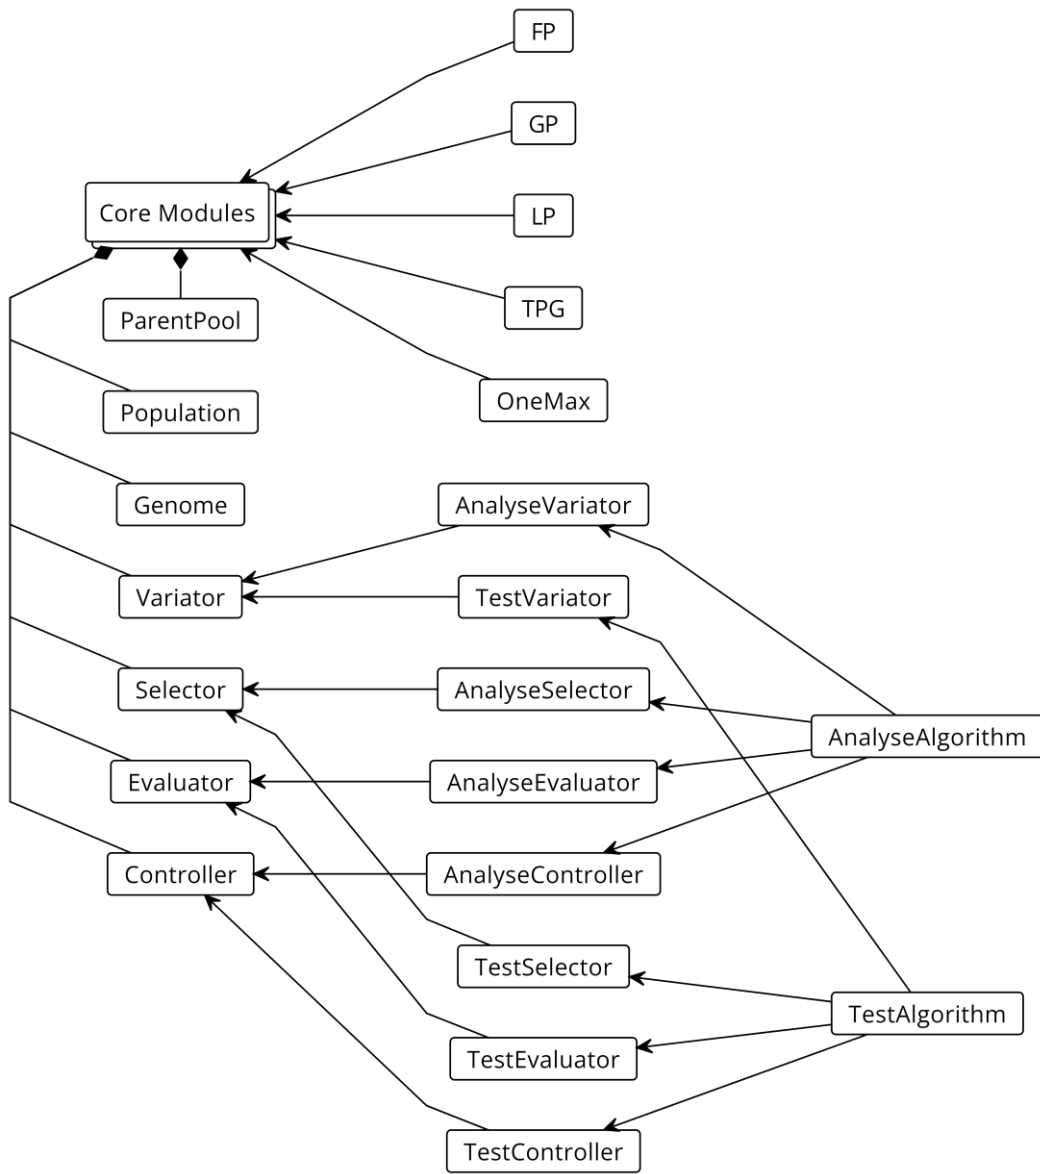 FP
GP
Core Modules
LP
TPG
ParentPool
OneMax
Population
Genome
AnalyseVariator
Variator
TestVariator
Selector
AnalyseSelector
AnalyseAlgorithm
Evaluator
AnalyseEvaluator
Controller
AnalyseController
TestSelector
TestAlgorithm
TestEvaluator
TestController